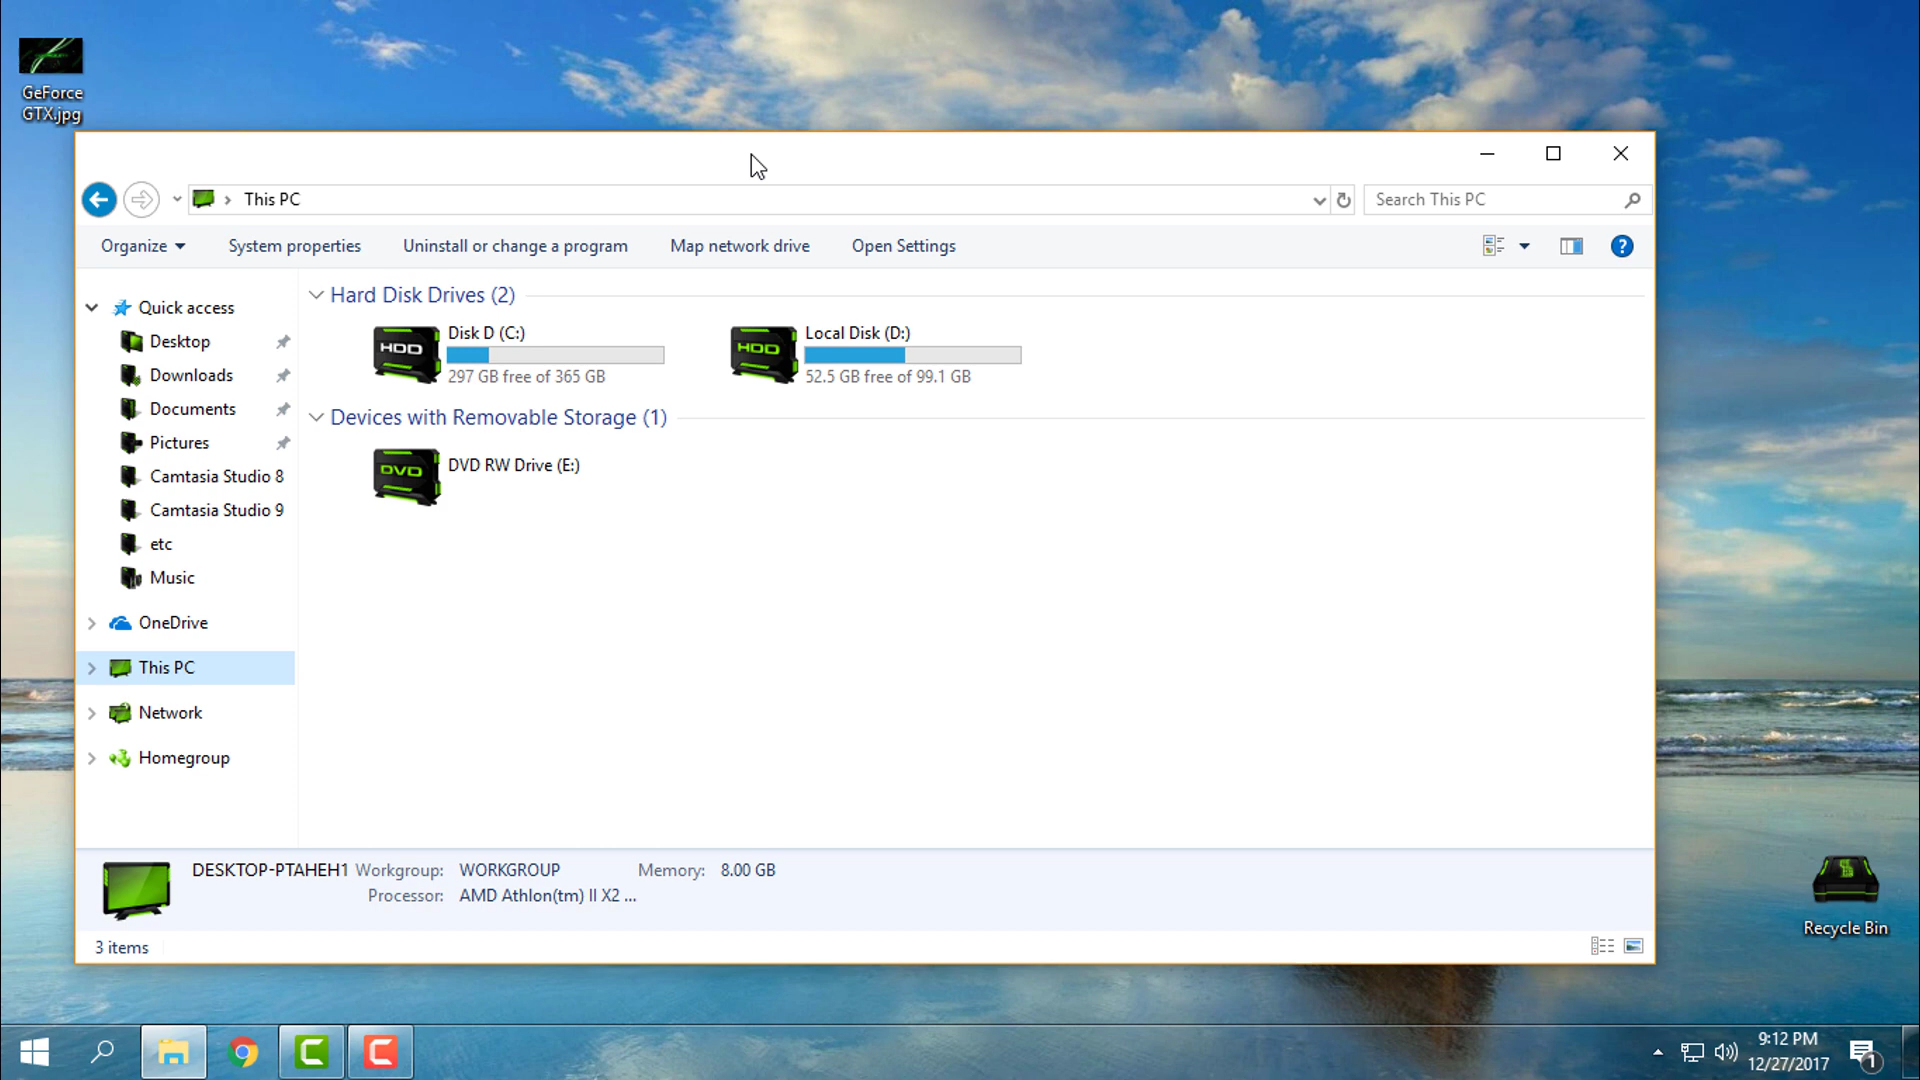 GeForce
GTX.jpg
This PC
Search This PC
Organize
System properties
Uninstall or change a program
Map network drive
Open Settings
?
Quick access
Desktop
Downloads
Documents
Pictures
Camtasia Studio 8
Camtasia Studio 9
etc
Music
OneDrive
This PC
Network
Homegroup
Hard Disk Drives (2)
HDD
Disk D (C:)
297 GB free of 365 GB
HDD
Local Disk (D:)
52.5 GB free of 99.1 GB
Devices with Removable Storage (1)
DVD
DVD RW Drive (E:)
DESKTOP-PTAHEH1 Workgroup: WORKGROUP Memory: 8.00 GB
Processor: AMD Athlon(tm) II X2 ...
3 items
Recycle Bin
9:12 PM
12/27/2017
1